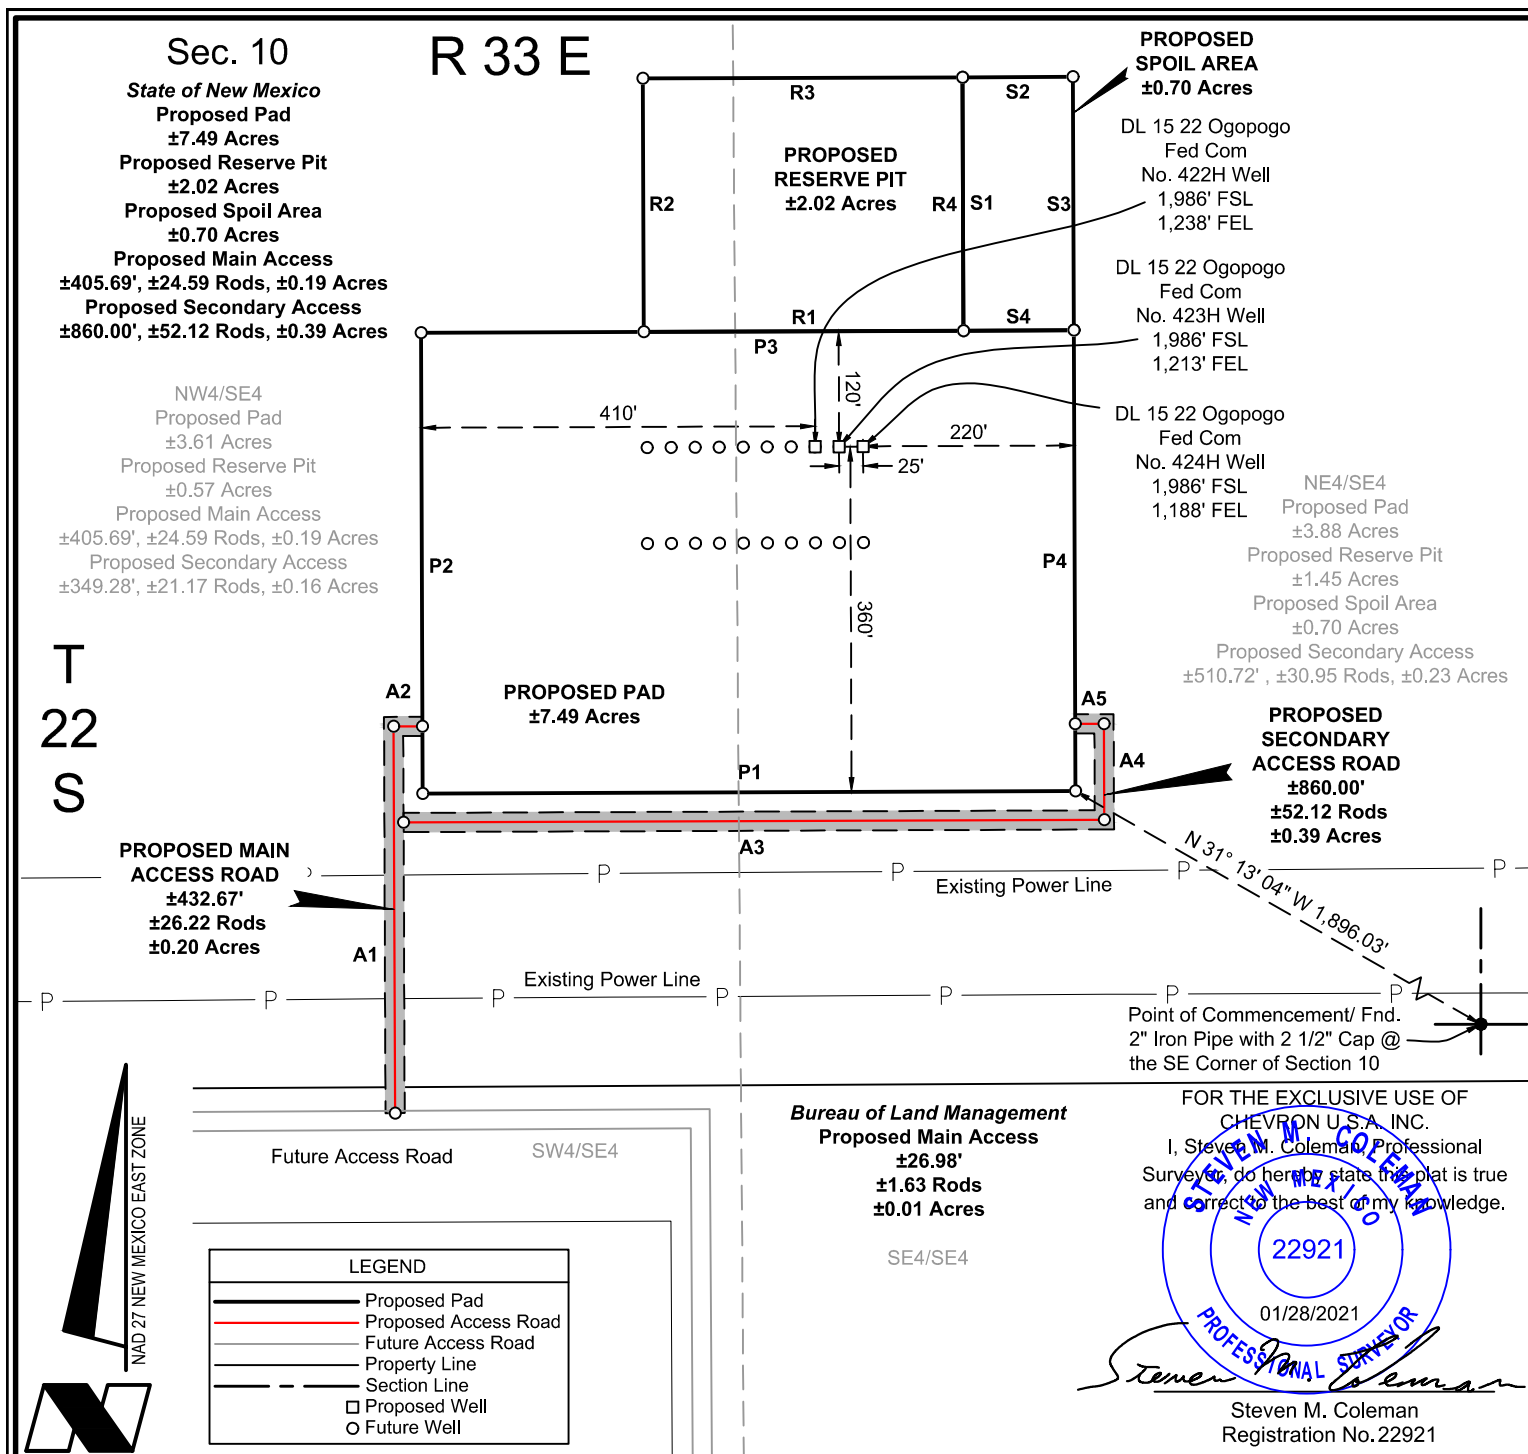 Sec. 10
R 33 E
State of New Mexico
Proposed Pad
±7.49 Acres
Proposed Reserve Pit
±2.02 Acres
Proposed Spoil Area
±0.70 Acres
Proposed Main Access
±405.69', ±24.59 Rods, ±0.19 Acres
Proposed Secondary Access
±860.00', ±52.12 Rods, ±0.39 Acres
NW4/SE4
Proposed Pad
±3.61 Acres
Proposed Reserve Pit
±0.57 Acres
Proposed Main Access
±405.69', ±24.59 Rods, ±0.19 Acres
Proposed Secondary Access
±349.28', ±21.17 Rods, ±0.16 Acres
T
22
S
R3
S2
PROPOSED
RESERVE PIT
±2.02 Acres
R2
R4
S1
S3
R1
S4
P3
PROPOSED
SPOIL AREA
±0.70 Acres
DL 15 22 Ogopogo
Fed Com
No. 422H Well
1,986' FSL
1,238' FEL
DL 15 22 Ogopogo
Fed Com
No. 423H Well
1,986' FSL
1,213' FEL
DL 15 22 Ogopogo
Fed Com
No. 424H Well
1,986' FSL
1,188' FEL
120'
410'
220'
25'
360'
P2
P4
PROPOSED PAD
±7.49 Acres
P1
NE4/SE4
Proposed Pad
±3.88 Acres
Proposed Reserve Pit
±1.45 Acres
Proposed Spoil Area
±0.70 Acres
Proposed Secondary Access
±510.72' , ±30.95 Rods, ±0.23 Acres
A2
A5
A4
A3
A1
PROPOSED
SECONDARY
ACCESS ROAD
±860.00'
±52.12 Rods
±0.39 Acres
PROPOSED MAIN
ACCESS ROAD
±432.67'
±26.22 Rods
±0.20 Acres
N 31° 13' 04" W 1,896.03'
P P P P
Existing Power Line
P P P P P P P
Existing Power Line
Point of Commencement/ Fnd.
2" Iron Pipe with 2 1/2" Cap @
the SE Corner of Section 10
Future Access Road
SW4/SE4
Bureau of Land Management
Proposed Main Access
±26.98'
±1.63 Rods
±0.01 Acres
SE4/SE4
FOR THE EXCLUSIVE USE OF
CHEVRON U.S.A. INC.
I, Steven M. Coleman, Professional
Surveyor, do hereby state this plat is true
and correct to the best of my knowledge.
STEVEN M. COLEMAN
NEW MEXICO
22921
01/28/2021
PROFESSIONAL SURVEYOR
Steven M. Coleman
Steven M. Coleman
Registration No. 22921
NAD 27 NEW MEXICO EAST ZONE
N
LEGEND
Proposed Pad
Proposed Access Road
Future Access Road
Property Line
Section Line
Proposed Well
Future Well